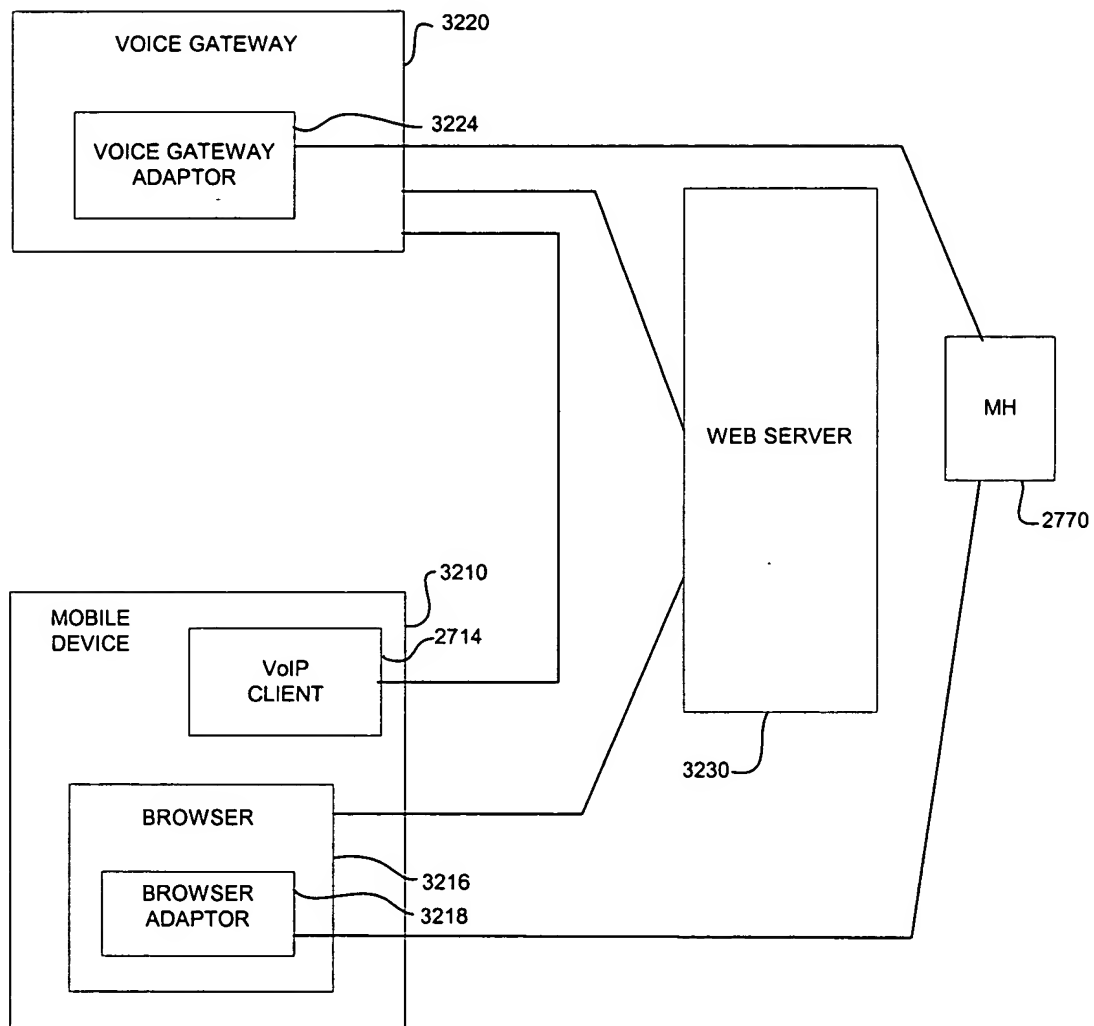 VOICE GATEWAY
3220
VOICE GATEWAY
ADAPTOR
3224
WEB SERVER
3230
MH
2770
MOBILE
DEVICE
3210
VoIP
CLIENT
2714
BROWSER
3216
BROWSER
ADAPTOR
3218